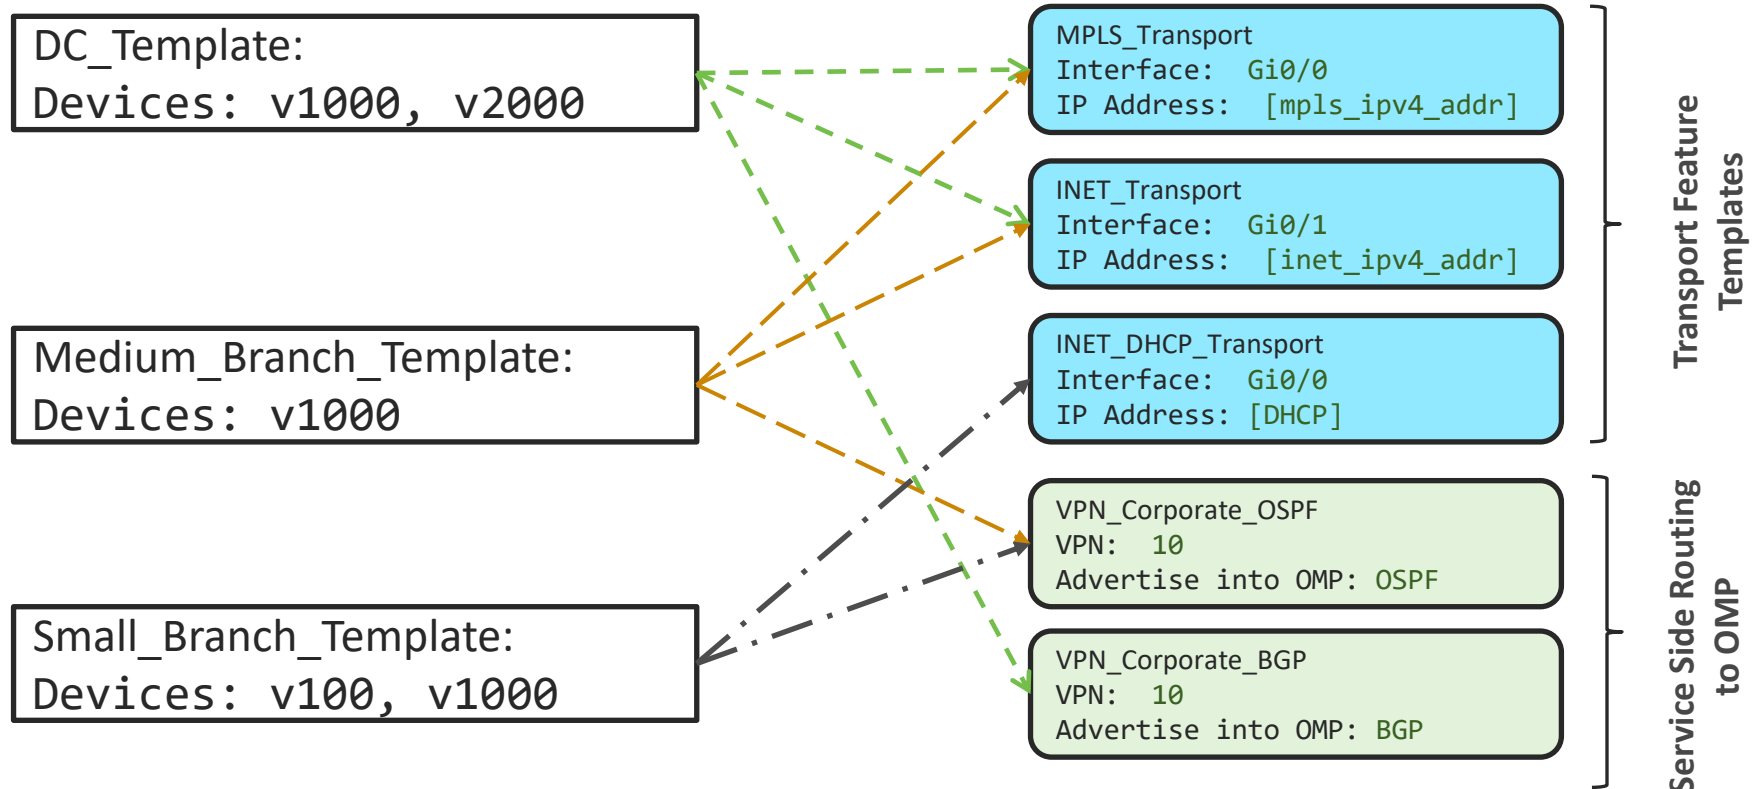 DC_Template:
Devices: v1000, v2000
Medium_Branch_Template:
Devices: v1000
Small_Branch_Template:
Devices: v100, v1000
MPLS_Transport
Interface: Gi0/0
IP Address: [mpls_ipv4_addr]
INET_Transport
Interface: Gi0/1
IP Address: [inet_ipv4_addr]
INET_DHCP_Transport
Interface: Gi0/0
IP Address: [DHCP]
VPN_Corporate_OSPF
VPN: 10
Advertise into OMP: OSPF
VPN_Corporate_BGP
VPN: 10
Advertise into OMP: BGP
Transport Feature
Templates
Service Side Routing
to OMP